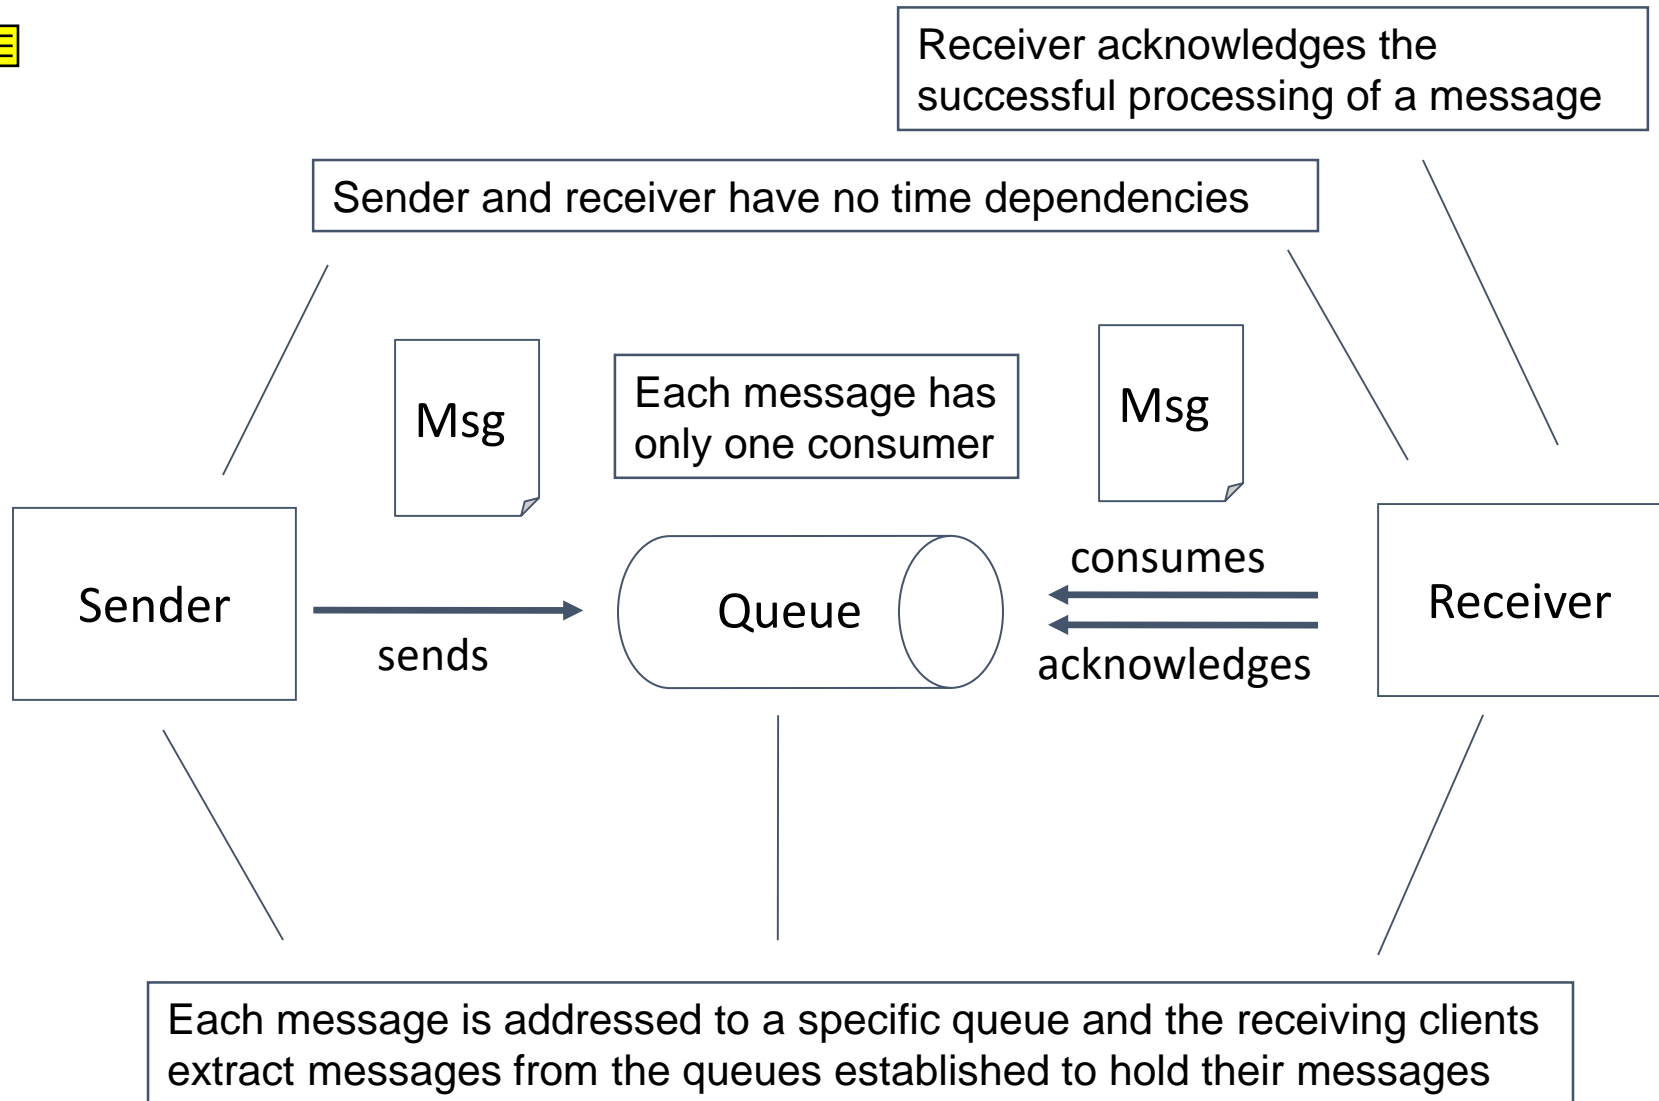 Receiver acknowledges the
successful processing of a message
Sender and receiver have no time dependencies
Msg
Each message has
only one consumer
Msg
Sender
sends
Queue
consumes
acknowledges
Receiver
Each message is addressed to a specific queue and the receiving clients
extract messages from the queues established to hold their messages